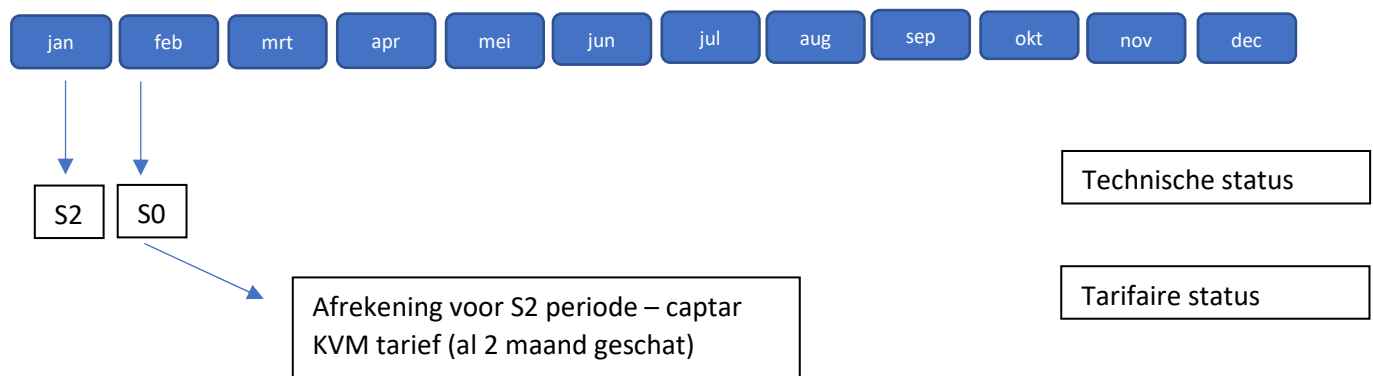 jan feb mrt apr mei jun jul aug sep okt nov dec
Technische status
S2 S0
Tarifaire status
Afrekening voor S2 periode – captar
KVM tarief (al 2 maand geschat)